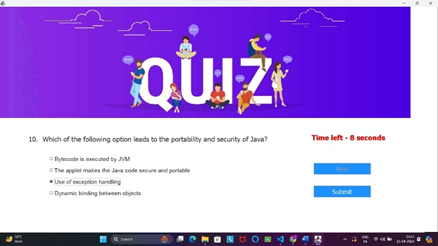 QUIZ
10. Which of the following option leads to the portability and security of Java?
Time left - 8 seconds
Bytecode is executed by JVM
The applet makes the Java code secure and portable
Use of exception handling
Dynamic binding between objects
Next
Submit
Search